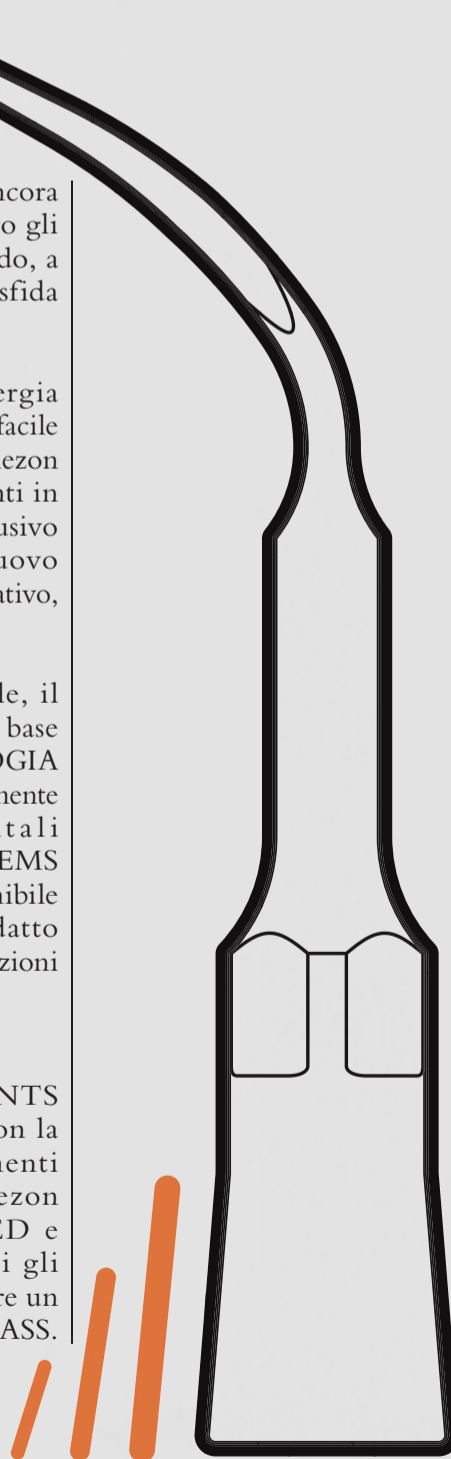 ncora
o gli
do, a
sfida
ergia
facile
ezon
nti in
usivo
uovo
ativo,
le, il
base
OGIA
mente
tali
EMS
nibile
datto
zioni
NTS
on la
menti
ezon
ED e
i gli
re un
ASS.